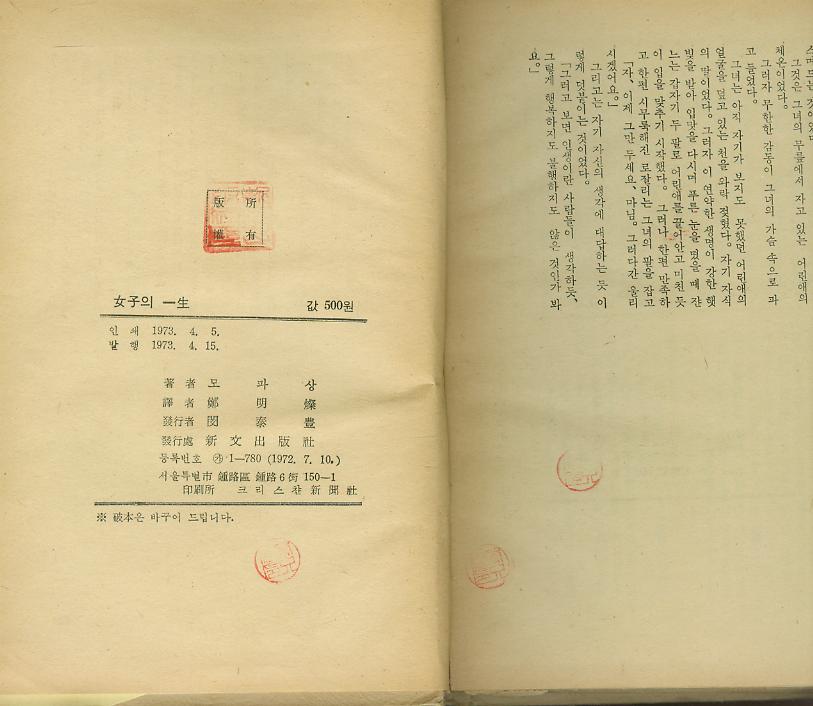 그것은 그녀의 무릎에서 자고 있는 어린애의
체온이었다.
그러자 무한한 감동이 그녀의 가슴 속으로 파
고 들었다.
그녀는 아직 자기가 보지도 못했던 어린애의
얼굴을 덮고 있는 천을 와락 젖혔다. 자기 자식
의 딸이었다. 그러자 이 연약한 생명이 강한 햇
빛을 받아 입맛을 다시며 푸른 눈을 떴을 때 쟌
느는 갑자기 두 팔로 어린애를 끌어안고 미친 듯
이 입을 맞추기 시작했다. 그러나 한편 만족하
고 한편 시무룩해진 로잘리는 그녀의 팔을 잡고
「자, 이제 그만 두세요, 마님. 그러다간 울리
시겠어요.」
그리고는 자기 자신의 생각에 대답하는 듯 이
렇게 덧붙이는 것이었다.
「그러고 보면 인생이란 사람들이 생각하듯,
그렇게 행복하지도 불행하지도 않은 것인가 봐
요.」
所有
版權
女子의 一生 값 500원
인 쇄 1973. 4. 5.
발 행 1973. 4. 15.
著 者 모 파 상
譯 者 鄭 明 燦
發行者 閔 泰 豊
發行處 新 文 出 版 社
등록번호 ㉮ 1—780 (1972. 7. 10.)
서울특별市 鍾路區 鍾路 6 街 150—1
印刷所 크 리 스 챤 新 聞 社
※ 破本은 바꾸어 드립니다.